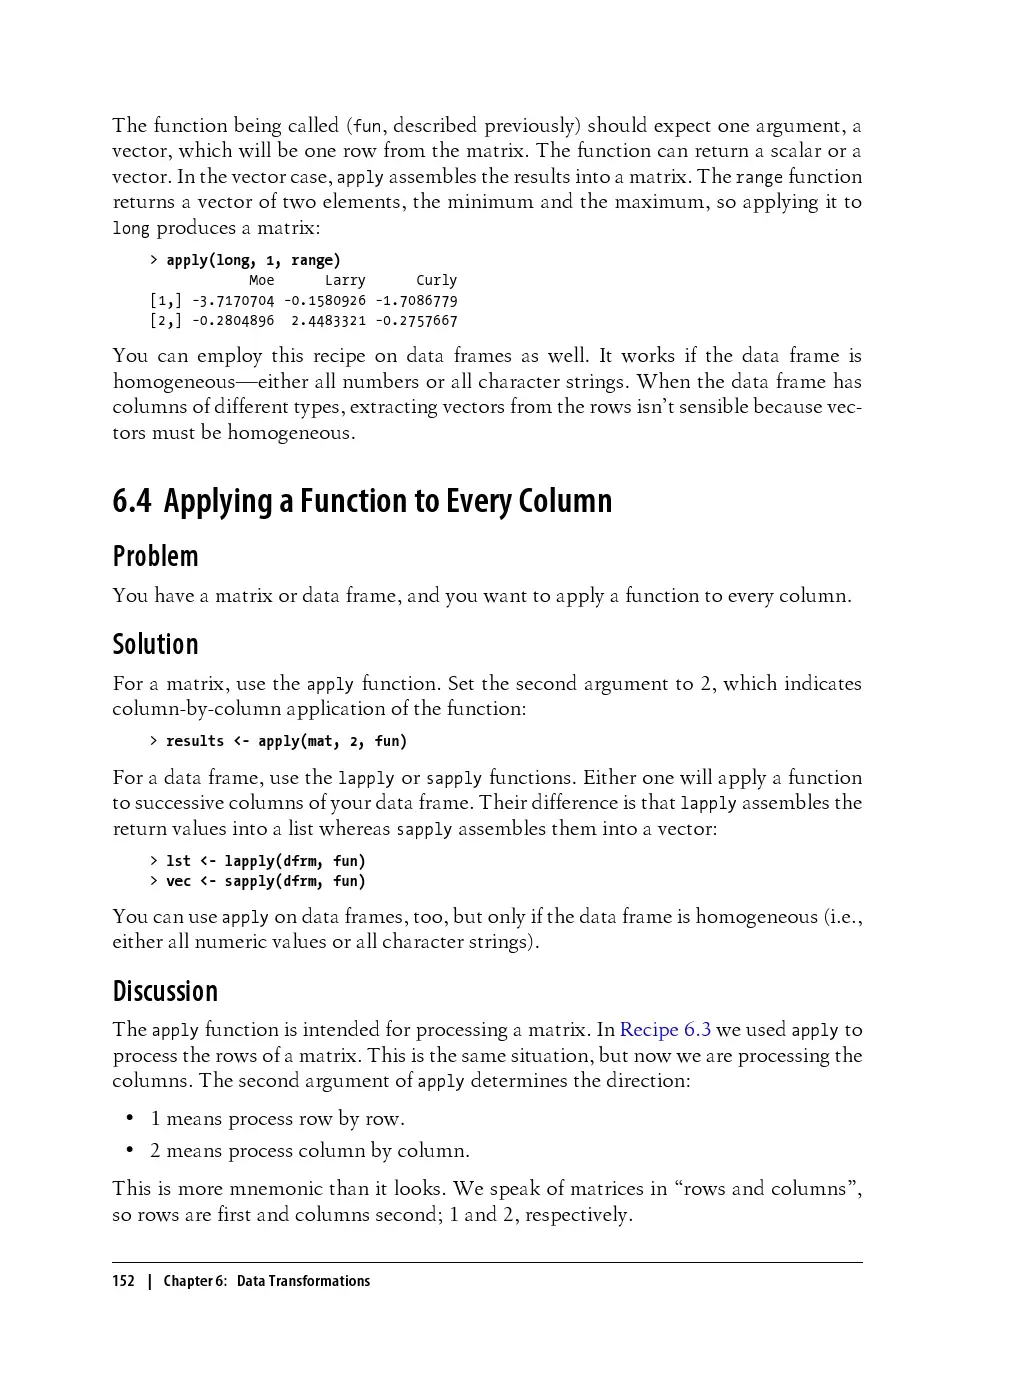 The function being called (fun, described previously) should expect one argument, a
vector, which will be one row from the matrix. The function can return a scalar or a
vector. In the vector case, apply assembles the results into a matrix. The range function
returns a vector of two elements, the minimum and the maximum, so applying it to
long produces a matrix:
> apply(long, 1, range)
            Moe      Larry      Curly
[1,] -3.7170704 -0.1580926 -1.7086779
[2,] -0.2804896  2.4483321 -0.2757667
You can employ this recipe on data frames as well. It works if the data frame is
homogeneous—either all numbers or all character strings. When the data frame has
columns of different types, extracting vectors from the rows isn’t sensible because vec-
tors must be homogeneous.
6.4 Applying a Function to Every Column
Problem
You have a matrix or data frame, and you want to apply a function to every column.
Solution
For a matrix, use the apply function. Set the second argument to 2, which indicates
column-by-column application of the function:
> results <- apply(mat, 2, fun)
For a data frame, use the lapply or sapply functions. Either one will apply a function
to successive columns of your data frame. Their difference is that lapply assembles the
return values into a list whereas sapply assembles them into a vector:
> lst <- lapply(dfrm, fun)
> vec <- sapply(dfrm, fun)
You can use apply on data frames, too, but only if the data frame is homogeneous (i.e.,
either all numeric values or all character strings).
Discussion
The apply function is intended for processing a matrix. In Recipe 6.3 we used apply to
process the rows of a matrix. This is the same situation, but now we are processing the
columns. The second argument of apply determines the direction:
• 1 means process row by row.
• 2 means process column by column.
This is more mnemonic than it looks. We speak of matrices in “rows and columns”,
so rows are first and columns second; 1 and 2, respectively.
152 | Chapter 6: Data Transformations